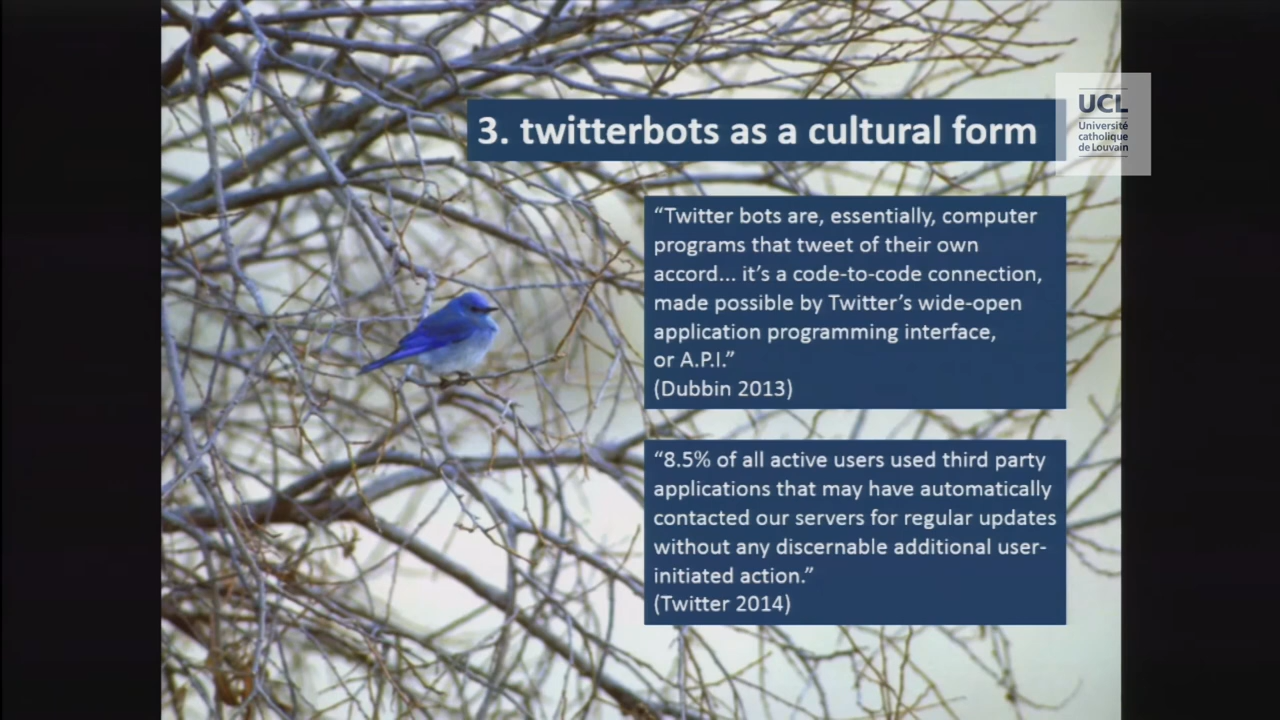 3. twitterbots as a cultural form
UCL
Université
catholique
de Louvain
“Twitter bots are, essentially, computer
programs that tweet of their own
accord... it’s a code-to-code connection,
made possible by Twitter’s wide-open
application programming interface,
or A.P.I.”
(Dubbin 2013)
“8.5% of all active users used third party
applications that may have automatically
contacted our servers for regular updates
without any discernable additional user-
initiated action.”
(Twitter 2014)